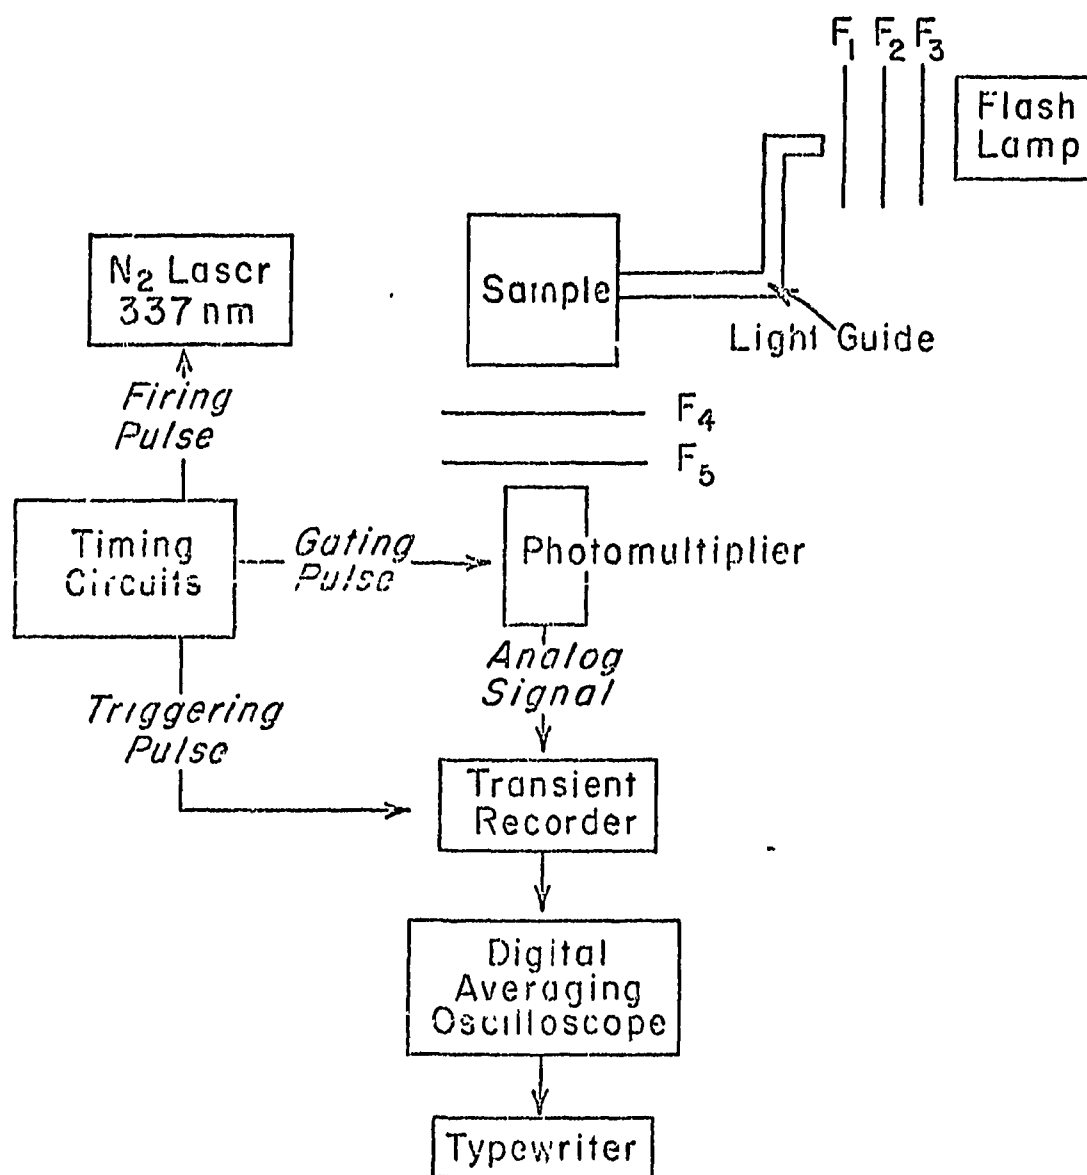 F1 F2 F3
Flash
Lamp
N2 Laser
337 nm
Sample
Light Guide
Firing
Pulse
F4
F5
Timing
Circuits
Gating
Pulse
Photomultiplier
Analog
Signal
Triggering
Pulse
Transient
Recorder
Digital
Averaging
Oscilloscope
Typewriter